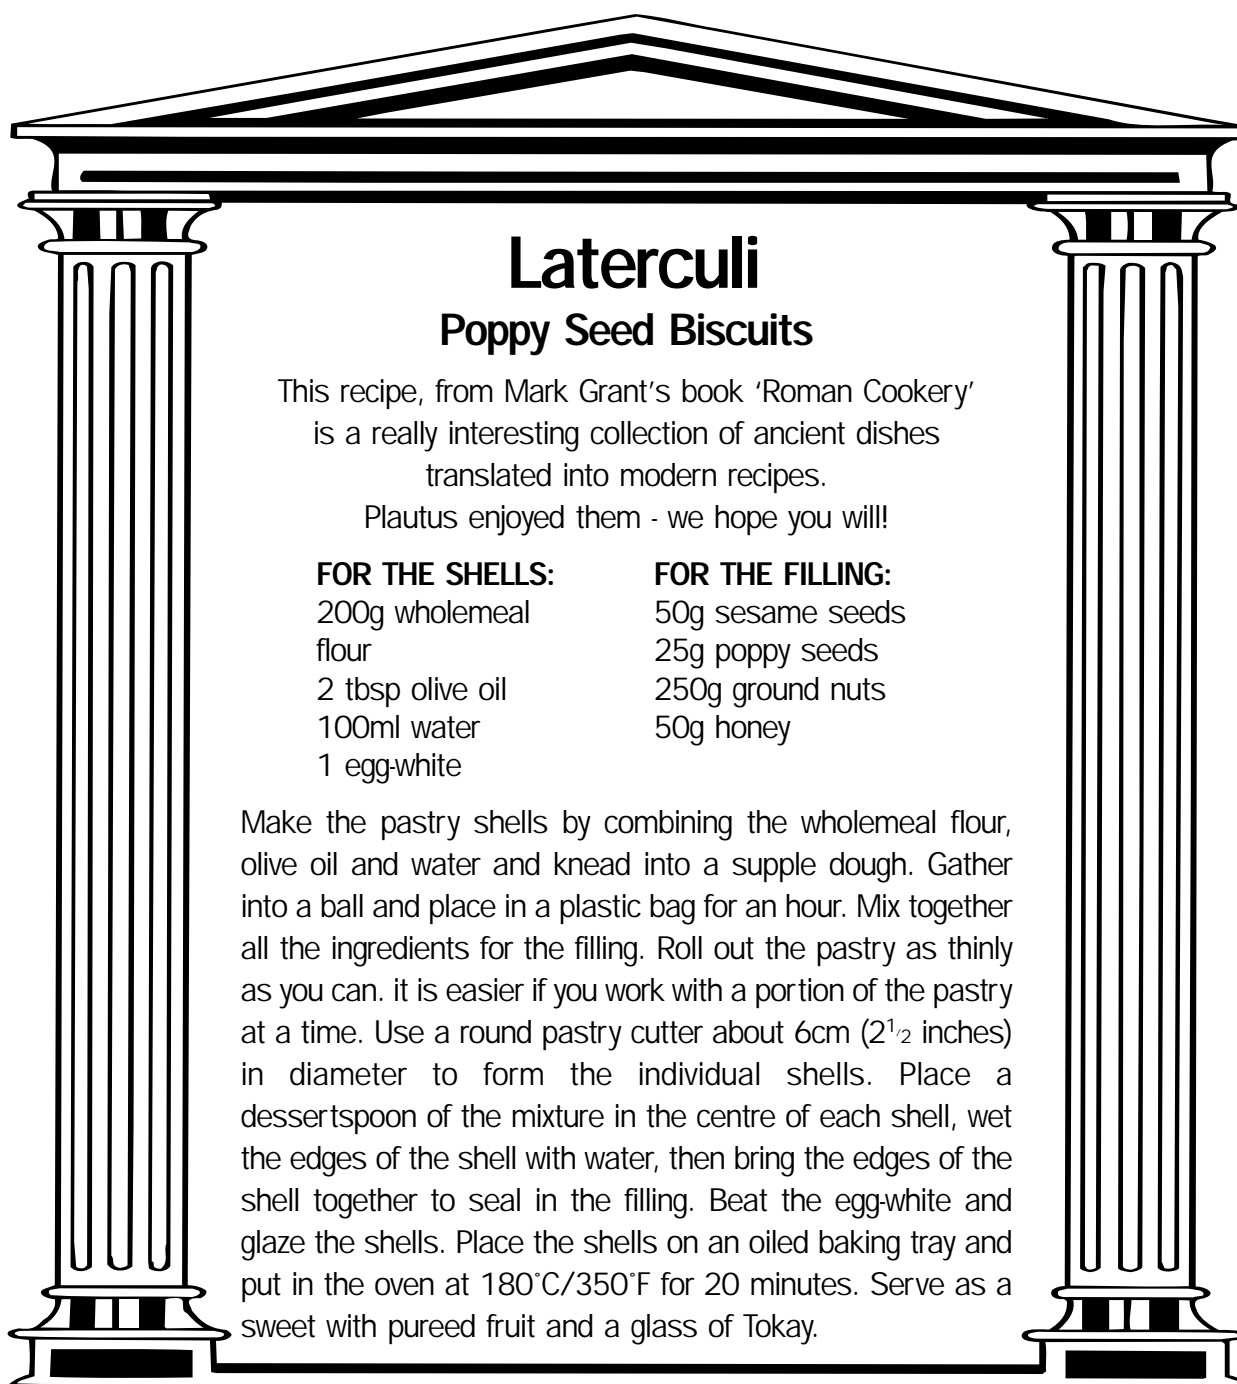 Laterculi
Poppy Seed Biscuits
This recipe, from Mark Grant's book 'Roman Cookery'
is a really interesting collection of ancient dishes
translated into modern recipes.
Plautus enjoyed them - we hope you will!
FOR THE SHELLS:
200g wholemeal
flour
2 tbsp olive oil
100ml water
1 egg-white
FOR THE FILLING:
50g sesame seeds
25g poppy seeds
250g ground nuts
50g honey
Make the pastry shells by combining the wholemeal flour,
olive oil and water and knead into a supple dough. Gather
into a ball and place in a plastic bag for an hour. Mix together
all the ingredients for the filling. Roll out the pastry as thinly
as you can. it is easier if you work with a portion of the pastry
at a time. Use a round pastry cutter about 6cm (2 1/2 inches)
in diameter to form the individual shells. Place a
dessertspoon of the mixture in the centre of each shell, wet
the edges of the shell with water, then bring the edges of the
shell together to seal in the filling. Beat the egg-white and
glaze the shells. Place the shells on an oiled baking tray and
put in the oven at 180°C/350°F for 20 minutes. Serve as a
sweet with pureed fruit and a glass of Tokay.